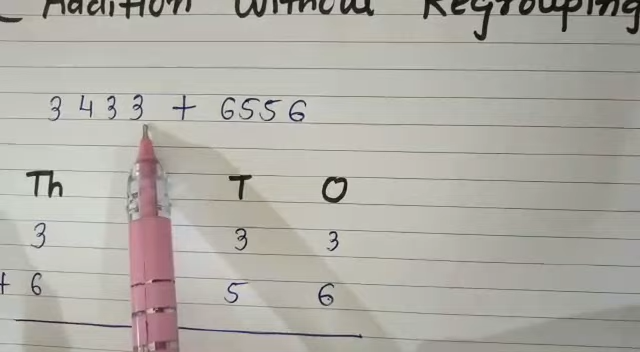 Addition Without Regrouping
3433 + 6556
Th T O
3 3 3
+ 6 5 6